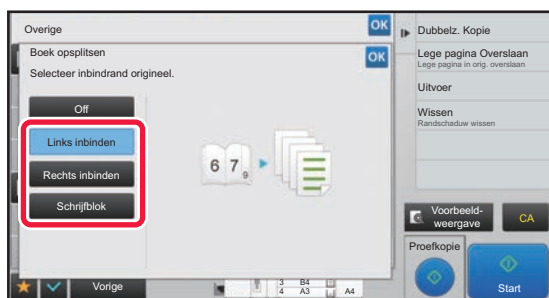 Overige
OK
Boek opsplitsen
OK
Selecteer inbindrand origineel.
Off
Links inbinden
Rechts inbinden
Schrijfblok
6 7 9
Vorige
3 B4
4 A3
A4
Dubbelz. Kopie
Lege pagina Overslaan
Lege pagina in orig. overslaan
Uitvoer
Wissen
Randschaduw wissen
Voorbeeld-
weergave
CA
Proefkopie
Start